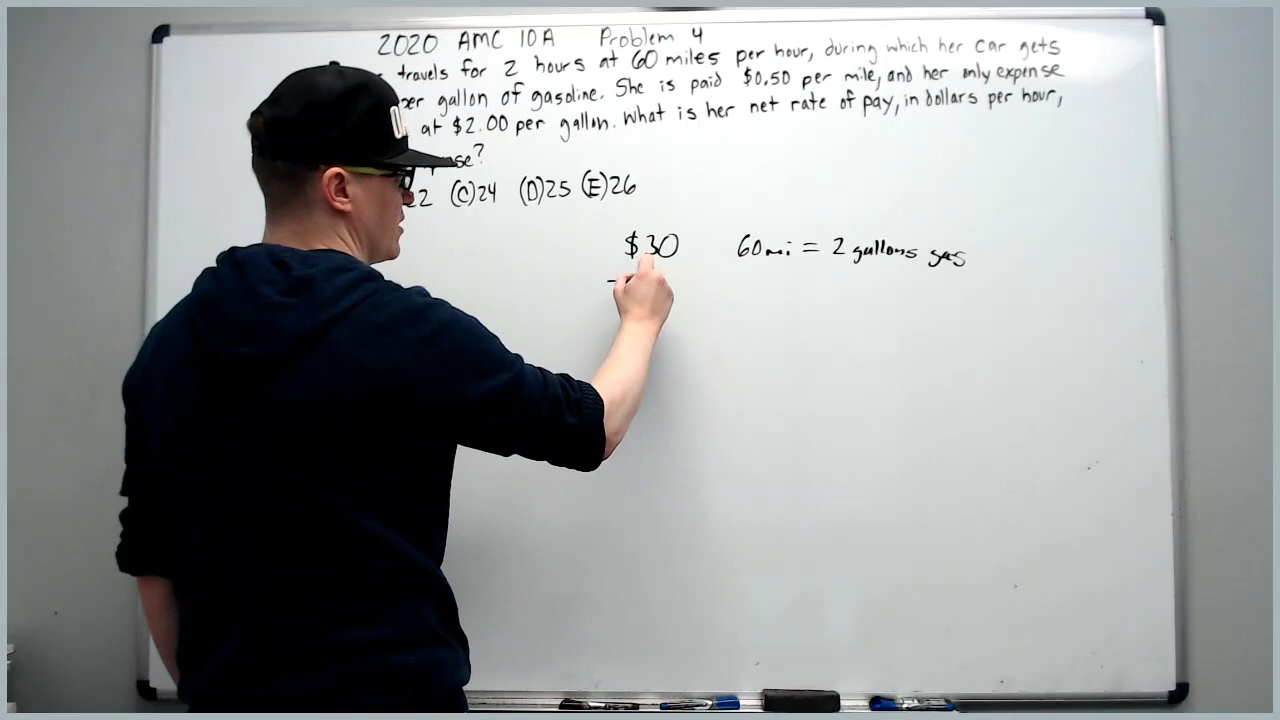 2020 AMC 10A Problem 4
travels for 2 hours at 60 miles per hour, during which her car gets
per gallon of gasoline. She is paid $0.50 per mile, and her only expense
at $2.00 per gallon. What is her net rate of pay, in dollars per hour,
(C)24 (D)25 (E)26
$30 60mi = 2 gallons gas